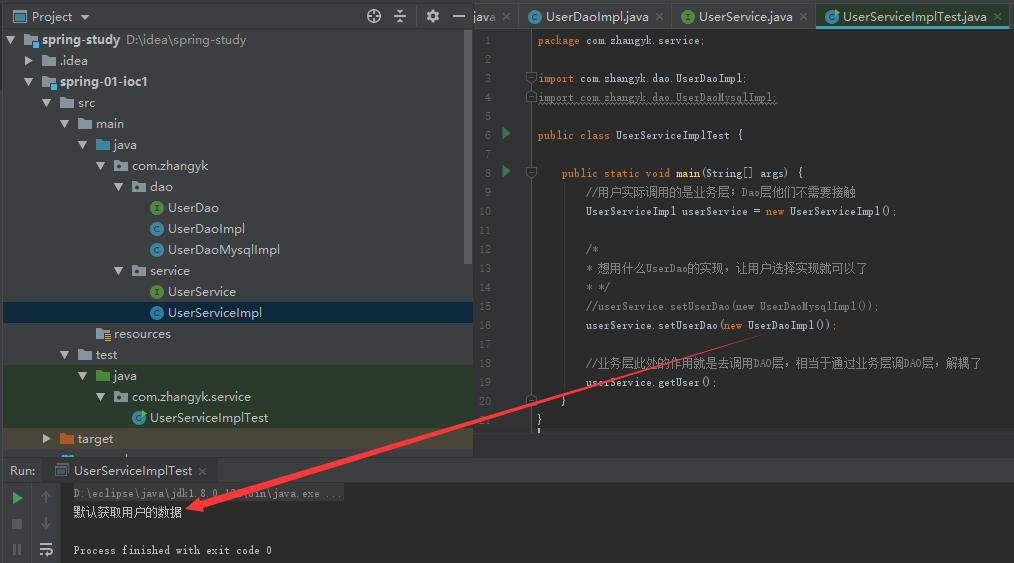 Project
spring-study D:\idea\spring-study
.idea
spring-01-ioc1
src
main
java
com.zhangyk
dao
UserDao
UserDaoImpl
UserDaoMysqlImpl
service
UserService
UserServiceImpl
resources
test
java
com.zhangyk.service
UserServiceImplTest
target
java UserDaoImpl.java UserService.java UserServiceImplTest.java
1 package com.zhangyk.service;
2
3 import com.zhangyk.dao.UserDaoImpl;
4 import com.zhangyk.dao.UserDaoMysqlImpl;
5
6 public class UserServiceImplTest {
7
8 public static void main(String[] args) {
9 //用户实际调用的是业务层；Dao层他们不需要接触
10 UserServiceImpl userService = new UserServiceImpl();
11
12 /*
13 * 想用什么UserDao的实现，让用户选择实现就可以了
14 * */
15 //userService.setUserDao(new UserDaoMysqlImpl());
16 userService.setUserDao(new UserDaoImpl());
17
18 //业务层此处的作用就是去调用DAO层，相当于通过业务层调DAO层，解耦了
19 userService.getUser();
20 }
21 }
Run: UserServiceImplTest
D:\eclipse\java\jdk1.8.0 \bin\java.exe ...
默认获取用户的数据
Process finished with exit code 0